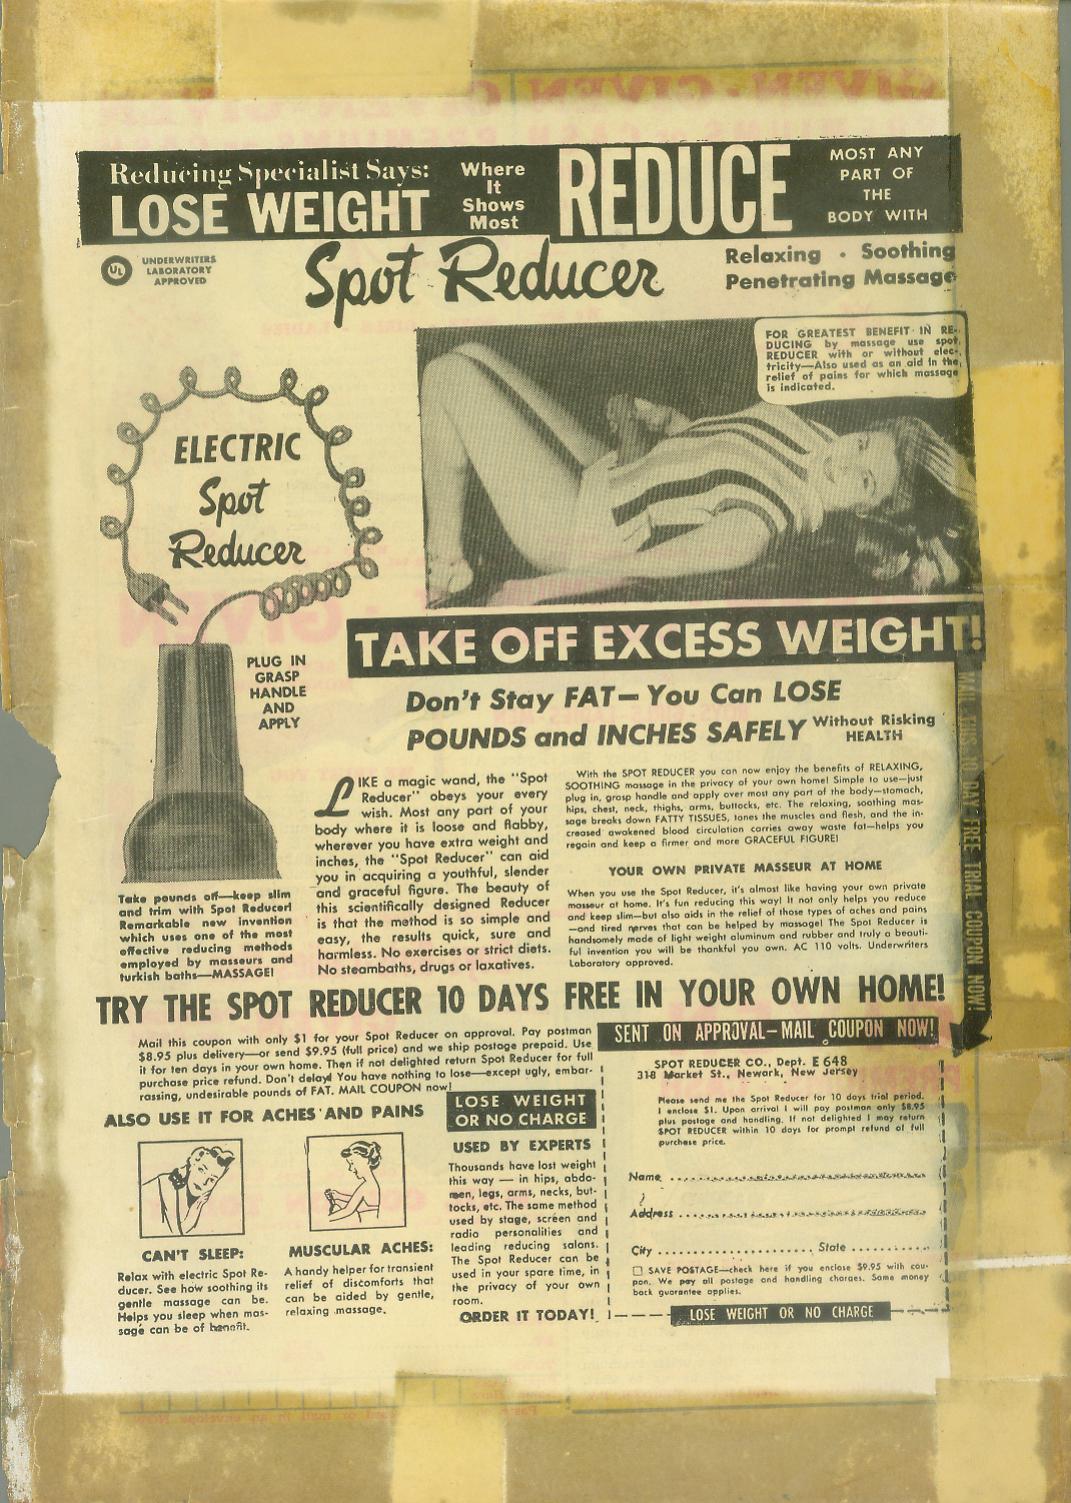 Reducing Specialist Says:
LOSE WEIGHT
Where
It
Shows
Most
REDUCE
MOST ANY
PART OF
THE
BODY WITH
UL
UNDERWRITERS
LABORATORY
APPROVED
Spot Reducer
Relaxing • Soothing
Penetrating Massage
FOR GREATEST BENEFIT IN RE-
DUCING by massage use spot
REDUCER with or without elec-
tricity—Also used as an aid in the
relief of pains for which massage
is indicated.
ELECTRIC
Spot
Reducer
PLUG IN
GRASP
HANDLE
AND
APPLY
TAKE OFF EXCESS WEIGHT!
Don't Stay FAT—You Can LOSE
POUNDS and INCHES SAFELY Without Risking
HEALTH
LIKE a magic wand, the "Spot
Reducer" obeys your every
wish. Most any part of your
body where it is loose and flabby,
wherever you have extra weight and
inches, the "Spot Reducer" can aid
you in acquiring a youthful, slender
and graceful figure. The beauty of
this scientifically designed Reducer
is that the method is so simple and
easy, the results quick, sure and
harmless. No exercises or strict diets.
No steambaths, drugs or laxatives.
With the SPOT REDUCER you can now enjoy the benefits of RELAXING,
SOOTHING massage in the privacy of your own home! Simple to use—just
plug in, grasp handle and apply over most any part of the body—stomach,
hips, chest, neck, thighs, arms, buttocks, etc. The relaxing, soothing mas-
sage breaks down FATTY TISSUES, tones the muscles and flesh, and the in-
creased awakened blood circulation carries away waste fat—helps you
regain and keep a firmer and more GRACEFUL FIGURE!
YOUR OWN PRIVATE MASSEUR AT HOME
When you use the Spot Reducer, it's almost like having your own private
masseur at home. It's fun reducing this way! It not only helps you reduce
and keep slim—but also aids in the relief of those types of aches and pains
—and tired nerves that can be helped by massage! The Spot Reducer is
handsomely made of light weight aluminum and rubber and truly a beauti-
ful invention you will be thankful you own. AC 110 volts. Underwriters
Laboratory approved.
Take pounds off—keep slim
and trim with Spot Reducer!
Remarkable new invention
which uses one of the most
effective reducing methods
employed by masseurs and
turkish baths—MASSAGE!
MAIL THIS 10 DAY FREE TRIAL COUPON NOW!
TRY THE SPOT REDUCER 10 DAYS FREE IN YOUR OWN HOME!
Mail this coupon with only $1 for your Spot Reducer on approval. Pay postman
$8.95 plus delivery—or send $9.95 (full price) and we ship postage prepaid. Use
it for ten days in your own home. Then if not delighted return Spot Reducer for full
purchase price refund. Don't delay! You have nothing to lose—except ugly, embar-
rassing, undesirable pounds of FAT. MAIL COUPON now!
ALSO USE IT FOR ACHES AND PAINS
CAN'T SLEEP:
Relax with electric Spot Re-
ducer. See how soothing its
gentle massage can be.
Helps you sleep when mas-
sage can be of benefit.
MUSCULAR ACHES:
A handy helper for transient
relief of discomforts that
can be aided by gentle,
relaxing massage.
LOSE WEIGHT
OR NO CHARGE
USED BY EXPERTS
Thousands have lost weight
this way — in hips, abdo-
men, legs, arms, necks, but-
tocks, etc. The same method
used by stage, screen and
radio personalities and
leading reducing salons.
The Spot Reducer can be
used in your spare time, in
the privacy of your own
room.
ORDER IT TODAY!
SENT ON APPROVAL—MAIL COUPON NOW!
SPOT REDUCER CO., Dept. E 648
318 Market St., Newark, New Jersey
Please send me the Spot Reducer for 10 days trial period.
I enclose $1. Upon arrival I will pay postman only $8.95
plus postage and handling. If not delighted I may return
SPOT REDUCER within 10 days for prompt refund of full
purchase price.
Name
Address
City State
☐ SAVE POSTAGE—check here if you enclose $9.95 with cou-
pon. We pay all postage and handling charges. Same money
back guarantee applies.
LOSE WEIGHT OR NO CHARGE